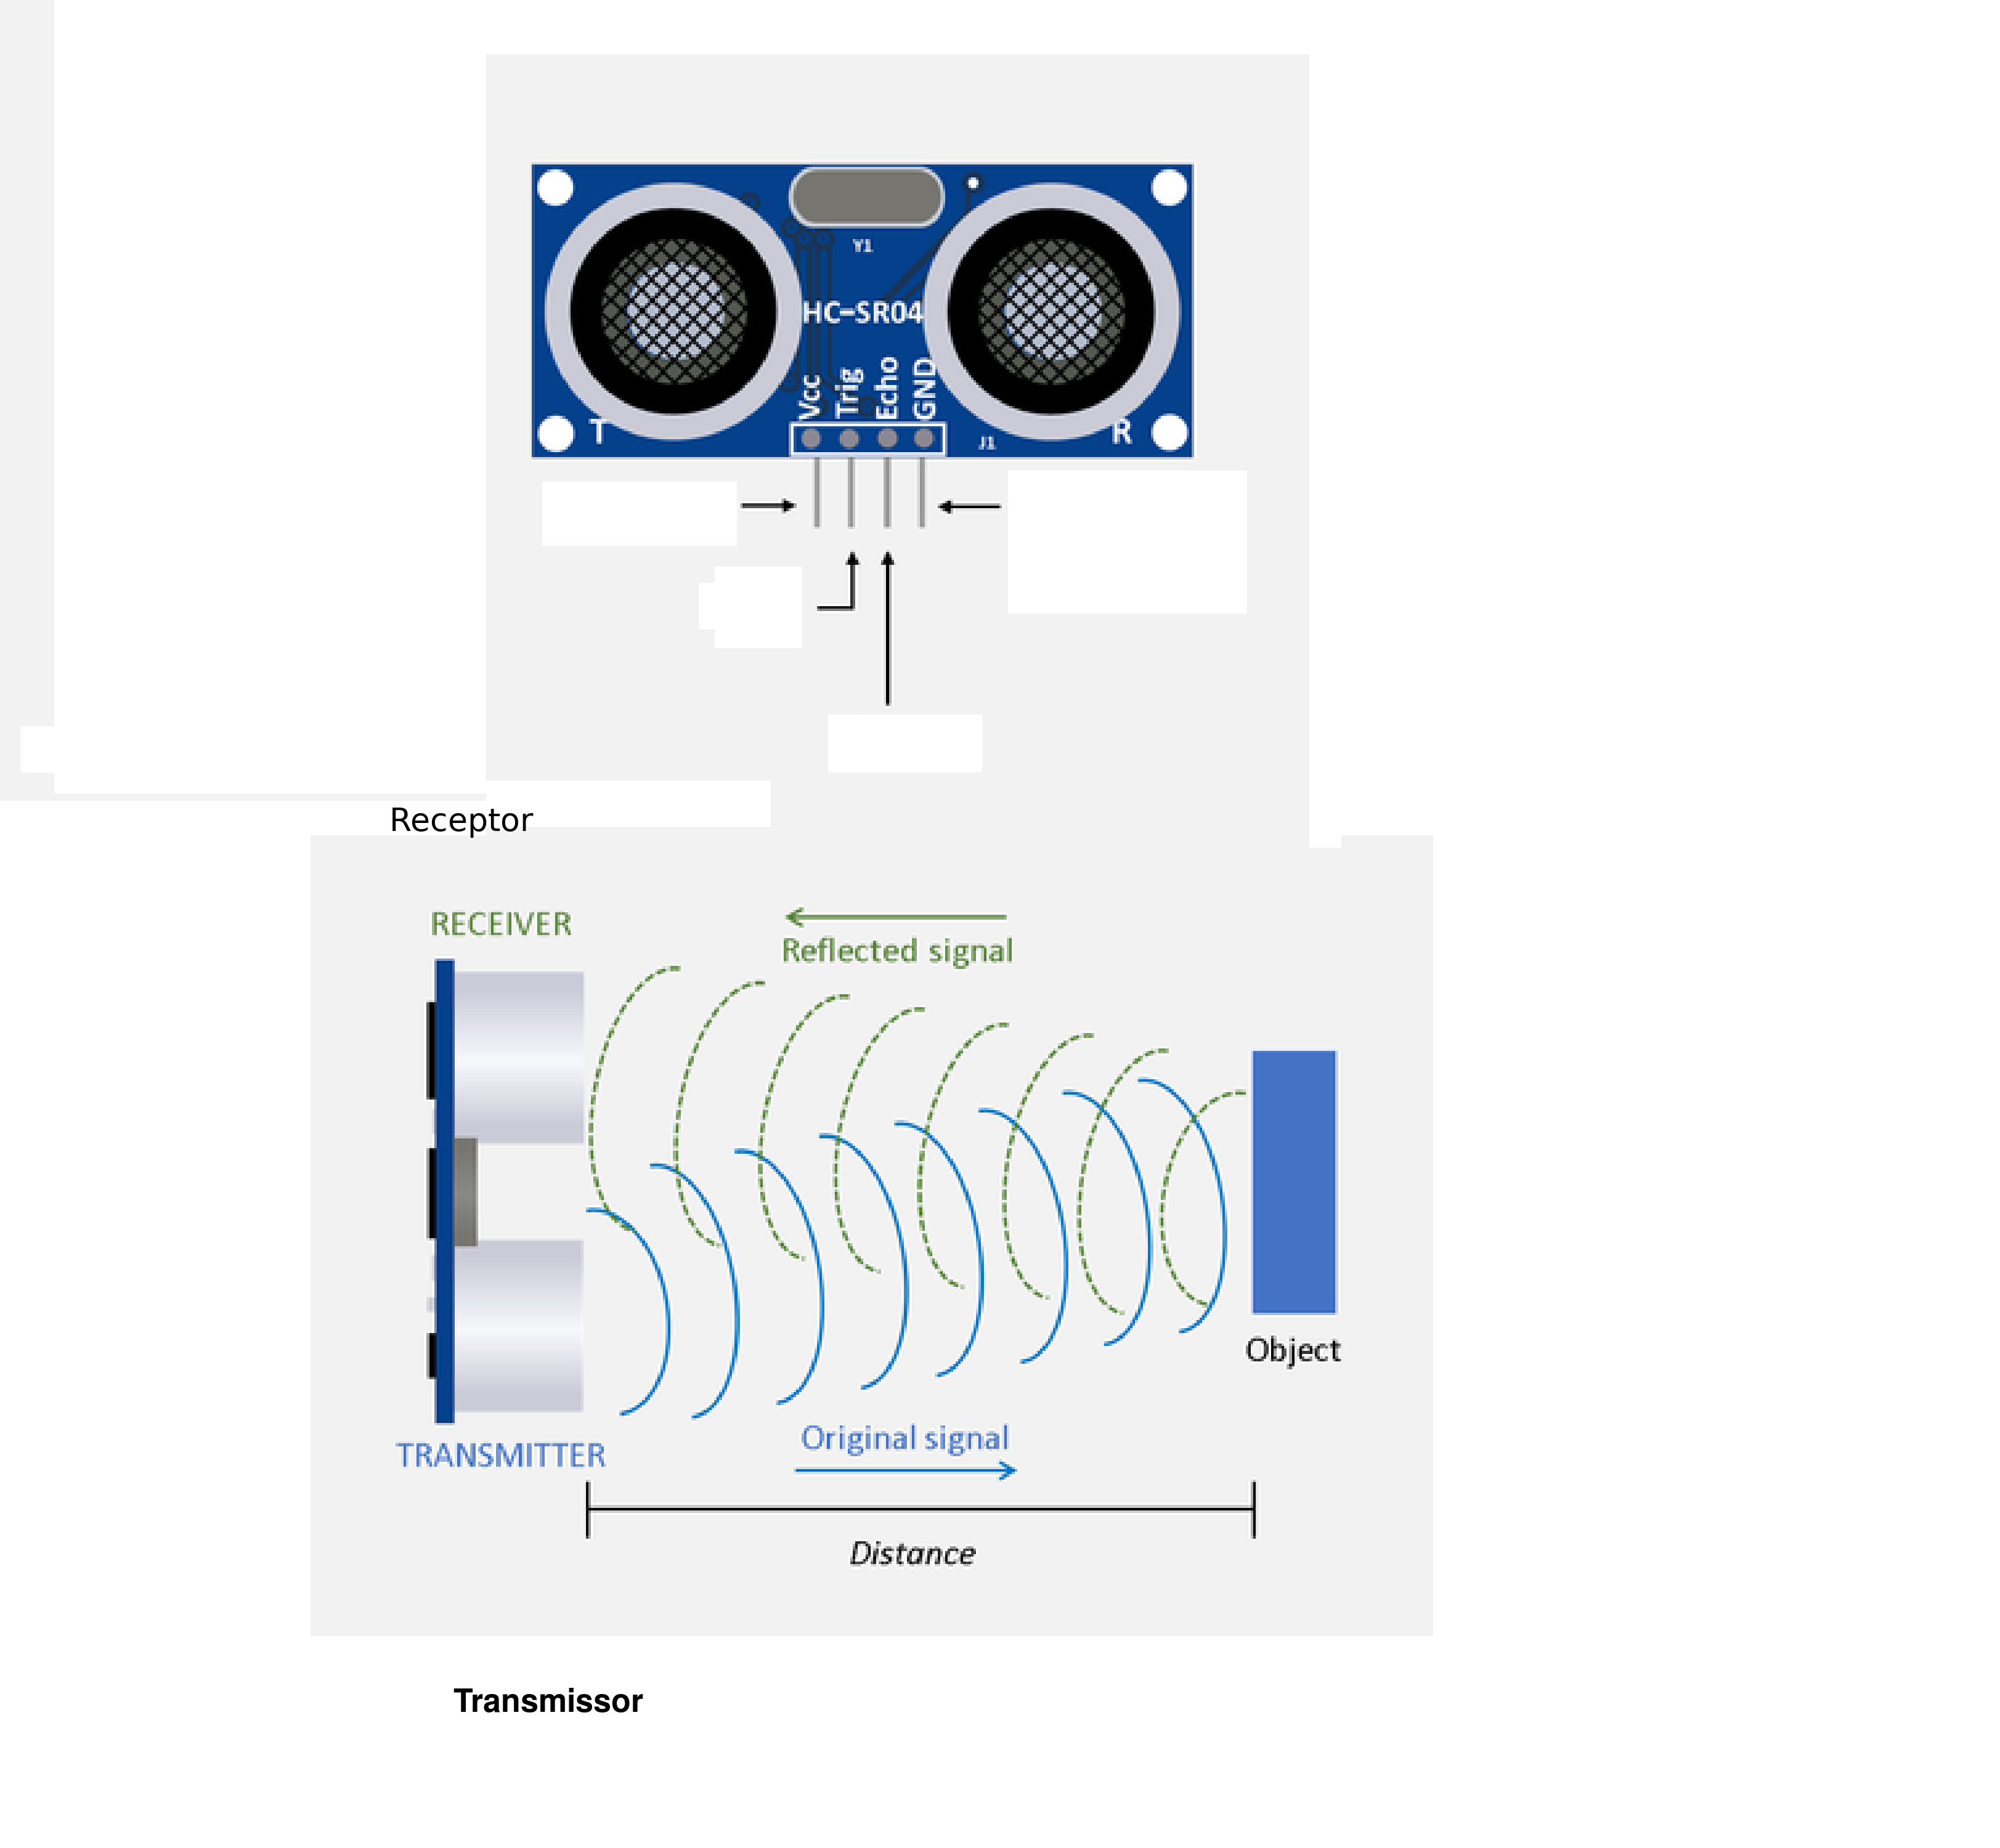 Y1
HC-SR04
Vcc
Trig
Echo
GND
T
J1
R
Receptor
RECEIVER
Reflected signal
Object
Original signal
TRANSMITTER
Distance
Transmissor